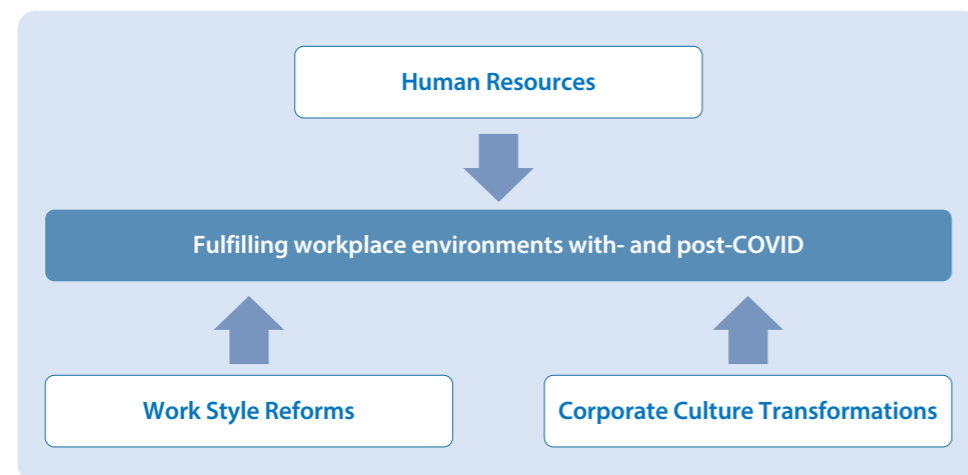 Human Resources
Fulfilling workplace environments with- and post-COVID
Work Style Reforms
Corporate Culture Transformations